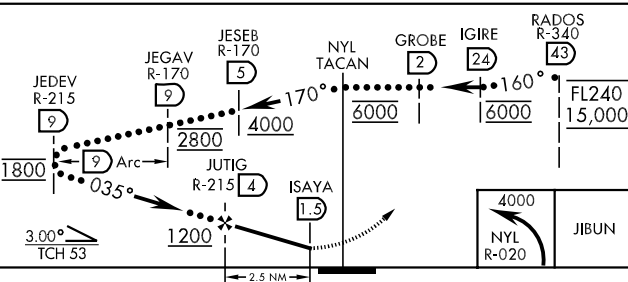 RADOS
R-340
43
IGIRE
24
GROBE
2
NYL
TACAN
JESEB
R-170
5
JEGAV
R-170
9
JEDEV
R-215
9
160°
FL240
15,000
6000
6000
170°
4000
2800
1800
9 Arc
035°
JUTIG
R-215 4
ISAYA
1.5
1200
3.00°
TCH 53
2.5 NM
4000
NYL
R-020
JIBUN